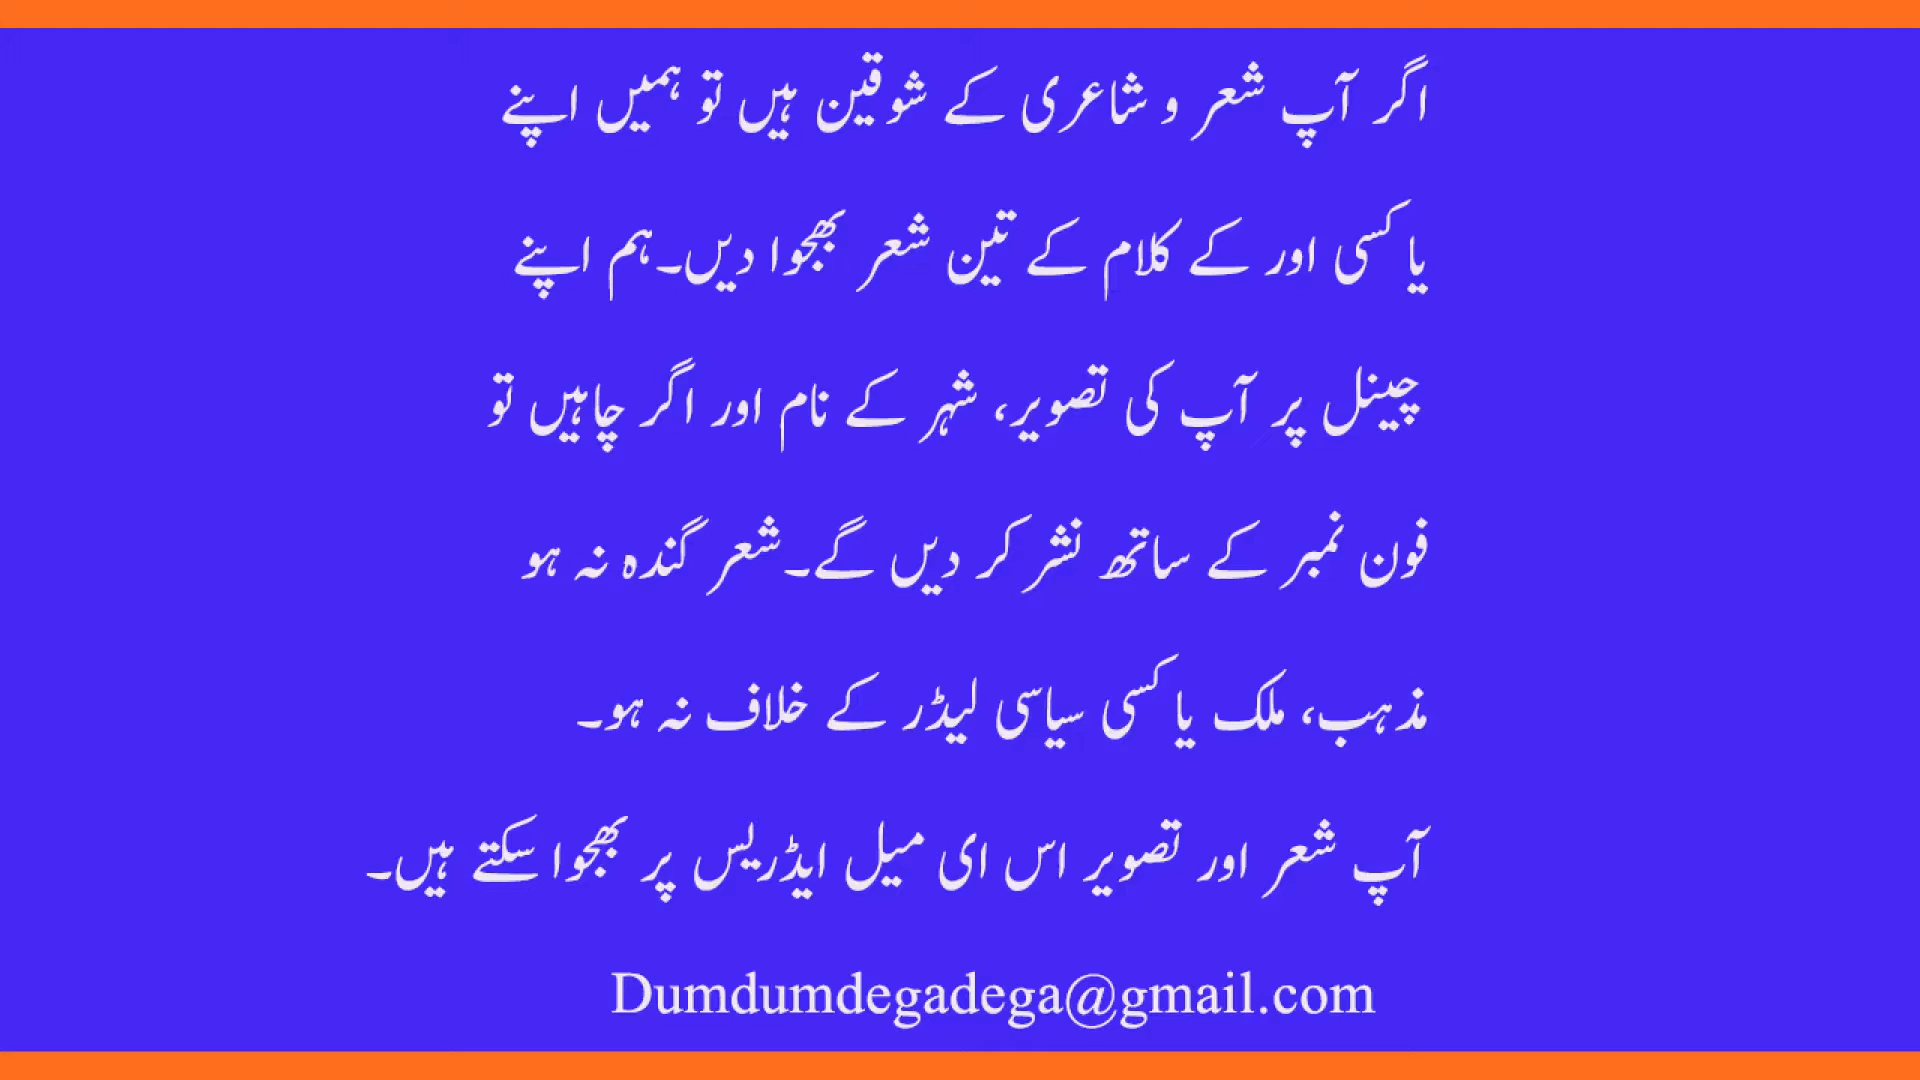 اگر آپ شعر و شاعری کے شوقین ہیں تو ہمیں اپنے
یا کسی اور کے کلام کے تین شعر بھجوا دیں۔ہم اپنے
چینل پر آپ کی تصویر، شہر کے نام اور اگر چاہیں تو
فون نمبر کے ساتھ نشر کر دیں گے۔شعر گندہ نہ ہو
مذہب، ملک یا کسی سیاسی لیڈر کے خلاف نہ ہو۔
آپ شعر اور تصویر اس ای میل ایڈریس پر بھجوا سکتے ہیں۔
Dumdumdegadega@gmail.com